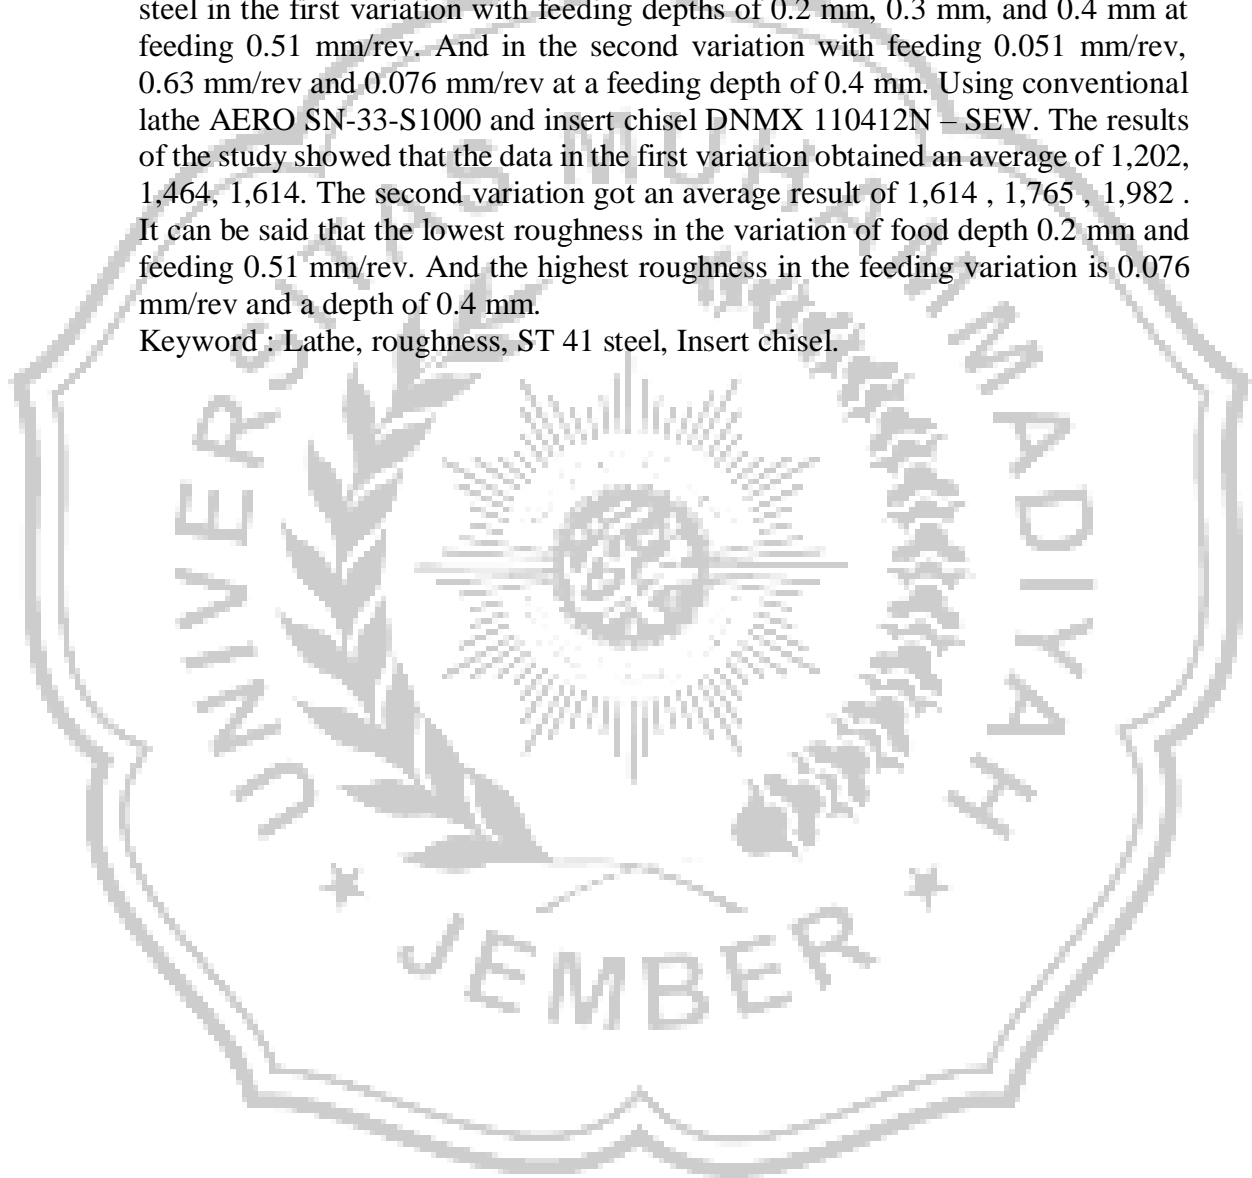 steel in the first variation with feeding depths of 0.2 mm, 0.3 mm, and 0.4 mm at
feeding 0.51 mm/rev. And in the second variation with feeding 0.051 mm/rev,
0.63 mm/rev and 0.076 mm/rev at a feeding depth of 0.4 mm. Using conventional
lathe AERO SN-33-S1000 and insert chisel DNMX 110412N – SEW. The results
of the study showed that the data in the first variation obtained an average of 1,202,
1,464, 1,614. The second variation got an average result of 1,614 , 1,765 , 1,982 .
It can be said that the lowest roughness in the variation of food depth 0.2 mm and
feeding 0.51 mm/rev. And the highest roughness in the feeding variation is 0.076
mm/rev and a depth of 0.4 mm.
Keyword : Lathe, roughness, ST 41 steel, Insert chisel.
UNIVERSITAS MUHAMMADIYAH
JEMBER